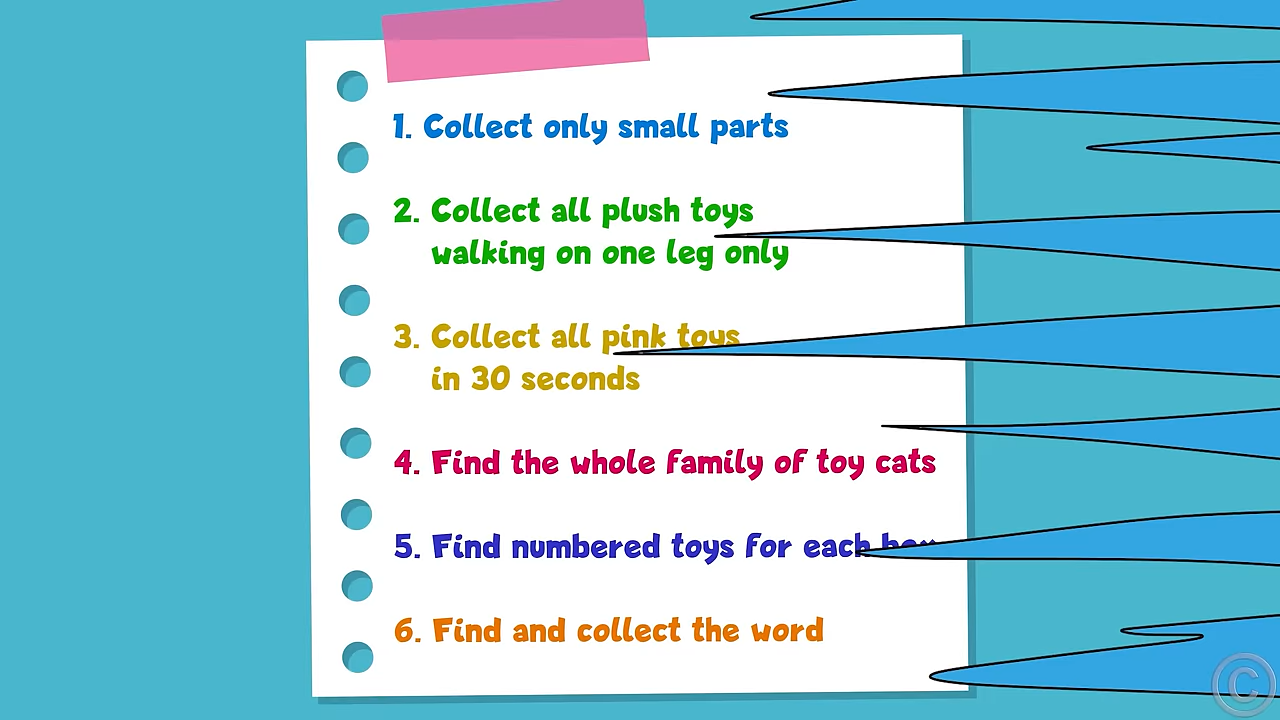 1. Collect only small parts
2. Collect all plush toys
walking on one leg only
3. Collect all pink toys
in 30 seconds
4. Find the whole family of toy cats
5. Find numbered toys for each
6. Find and collect the word
©